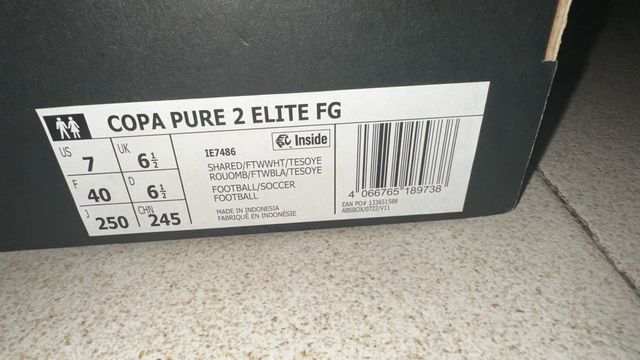 COPA PURE 2 ELITE FG
US 7 UK 6½
F 40 D 6½
J 250 CHN 245
Inside
IE7486
SHARED/FTWWHT/TESOYE
ROUOMB/FTWBLA/TESOYE
FOOTBALL/SOCCER
FOOTBALL
MADE IN INDONESIA
FABRIQUÉ EN INDONÉSIE
4 066765 189738
EAN PO# 133651588
ABSBOX/0722/V11